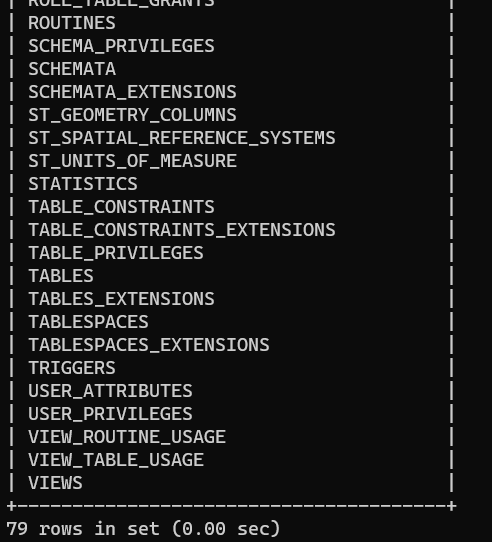 | ROLE_TABLE_GRANTS |
| ROUTINES |
| SCHEMA_PRIVILEGES |
| SCHEMATA |
| SCHEMATA_EXTENSIONS |
| ST_GEOMETRY_COLUMNS |
| ST_SPATIAL_REFERENCE_SYSTEMS |
| ST_UNITS_OF_MEASURE |
| STATISTICS |
| TABLE_CONSTRAINTS |
| TABLE_CONSTRAINTS_EXTENSIONS |
| TABLE_PRIVILEGES |
| TABLES |
| TABLES_EXTENSIONS |
| TABLESPACES |
| TABLESPACES_EXTENSIONS |
| TRIGGERS |
| USER_ATTRIBUTES |
| USER_PRIVILEGES |
| VIEW_ROUTINE_USAGE |
| VIEW_TABLE_USAGE |
| VIEWS |
+---------------------------------------+
79 rows in set (0.00 sec)